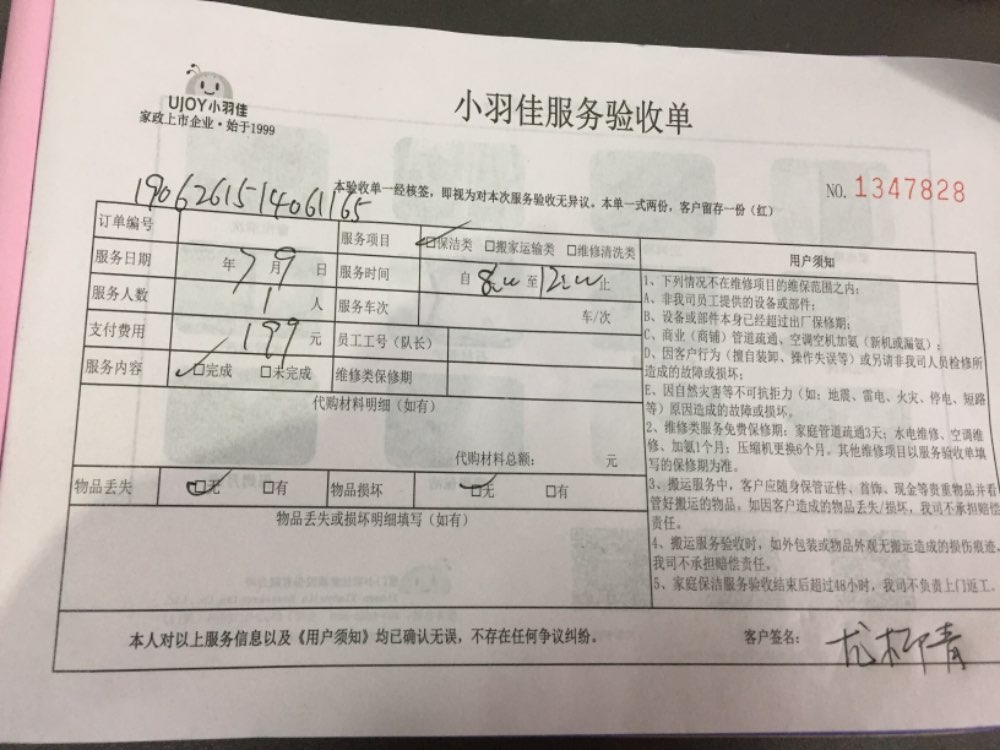 UJOY小羽佳
家政上市企业·始于1999
小羽佳服务验收单
NO. 1347828
本验收单一经核签，即视为对本次服务验收无异议。本单一式两份，客户留存一份（红）
订单编号 1906261514061165
服务项目 ☑保洁类 □搬家运输类 □维修清洗类
服务日期 年 7 月 9 日
服务时间 自 8:00 至 12:00 止
服务人数 1 人
服务车次 车/次
支付费用 199 元
员工工号（队长）
服务内容 ☑完成 □未完成
维修类保修期
代购材料明细（如有）
代购材料总额： 元
物品丢失 ☑无 □有
物品损坏 ☑无 □有
物品丢失或损坏明细填写（如有）
用户须知
1、下列情况不在维修项目的维保范围之内：
A、非我司员工提供的设备或部件；
B、设备或部件本身已经超过出厂保修期；
C、商业（商铺）管道疏通、空调空机加氨（新机或漏氨）；
D、因客户行为（擅自装卸、操作失误等）或另请非我司人员检修所
造成的故障或损坏；
E、因自然灾害等不可抗拒力（如：地震、雷电、火灾、停电、短路
等）原因造成的故障或损坏。
2、维修类服务免费保修期：家庭管道疏通3天；水电维修、空调维
修、加氨1个月；压缩机更换6个月。其他维修项目以服务验收单填
写的保修期为准。
3、搬运服务中，客户应随身保管证件、首饰、现金等贵重物品并看
管好搬运的物品。如因客户造成的物品丢失/损坏，我司不承担赔偿
责任。
4、搬运服务验收时，如外包装或物品外观无搬运造成的损伤痕迹，
我司不承担赔偿责任。
5、家庭保洁服务验收结束后超过48小时，我司不负责上门返工。
本人对以上服务信息以及《用户须知》均已确认无误，不存在任何争议纠纷。
客户签名： 尤柳青